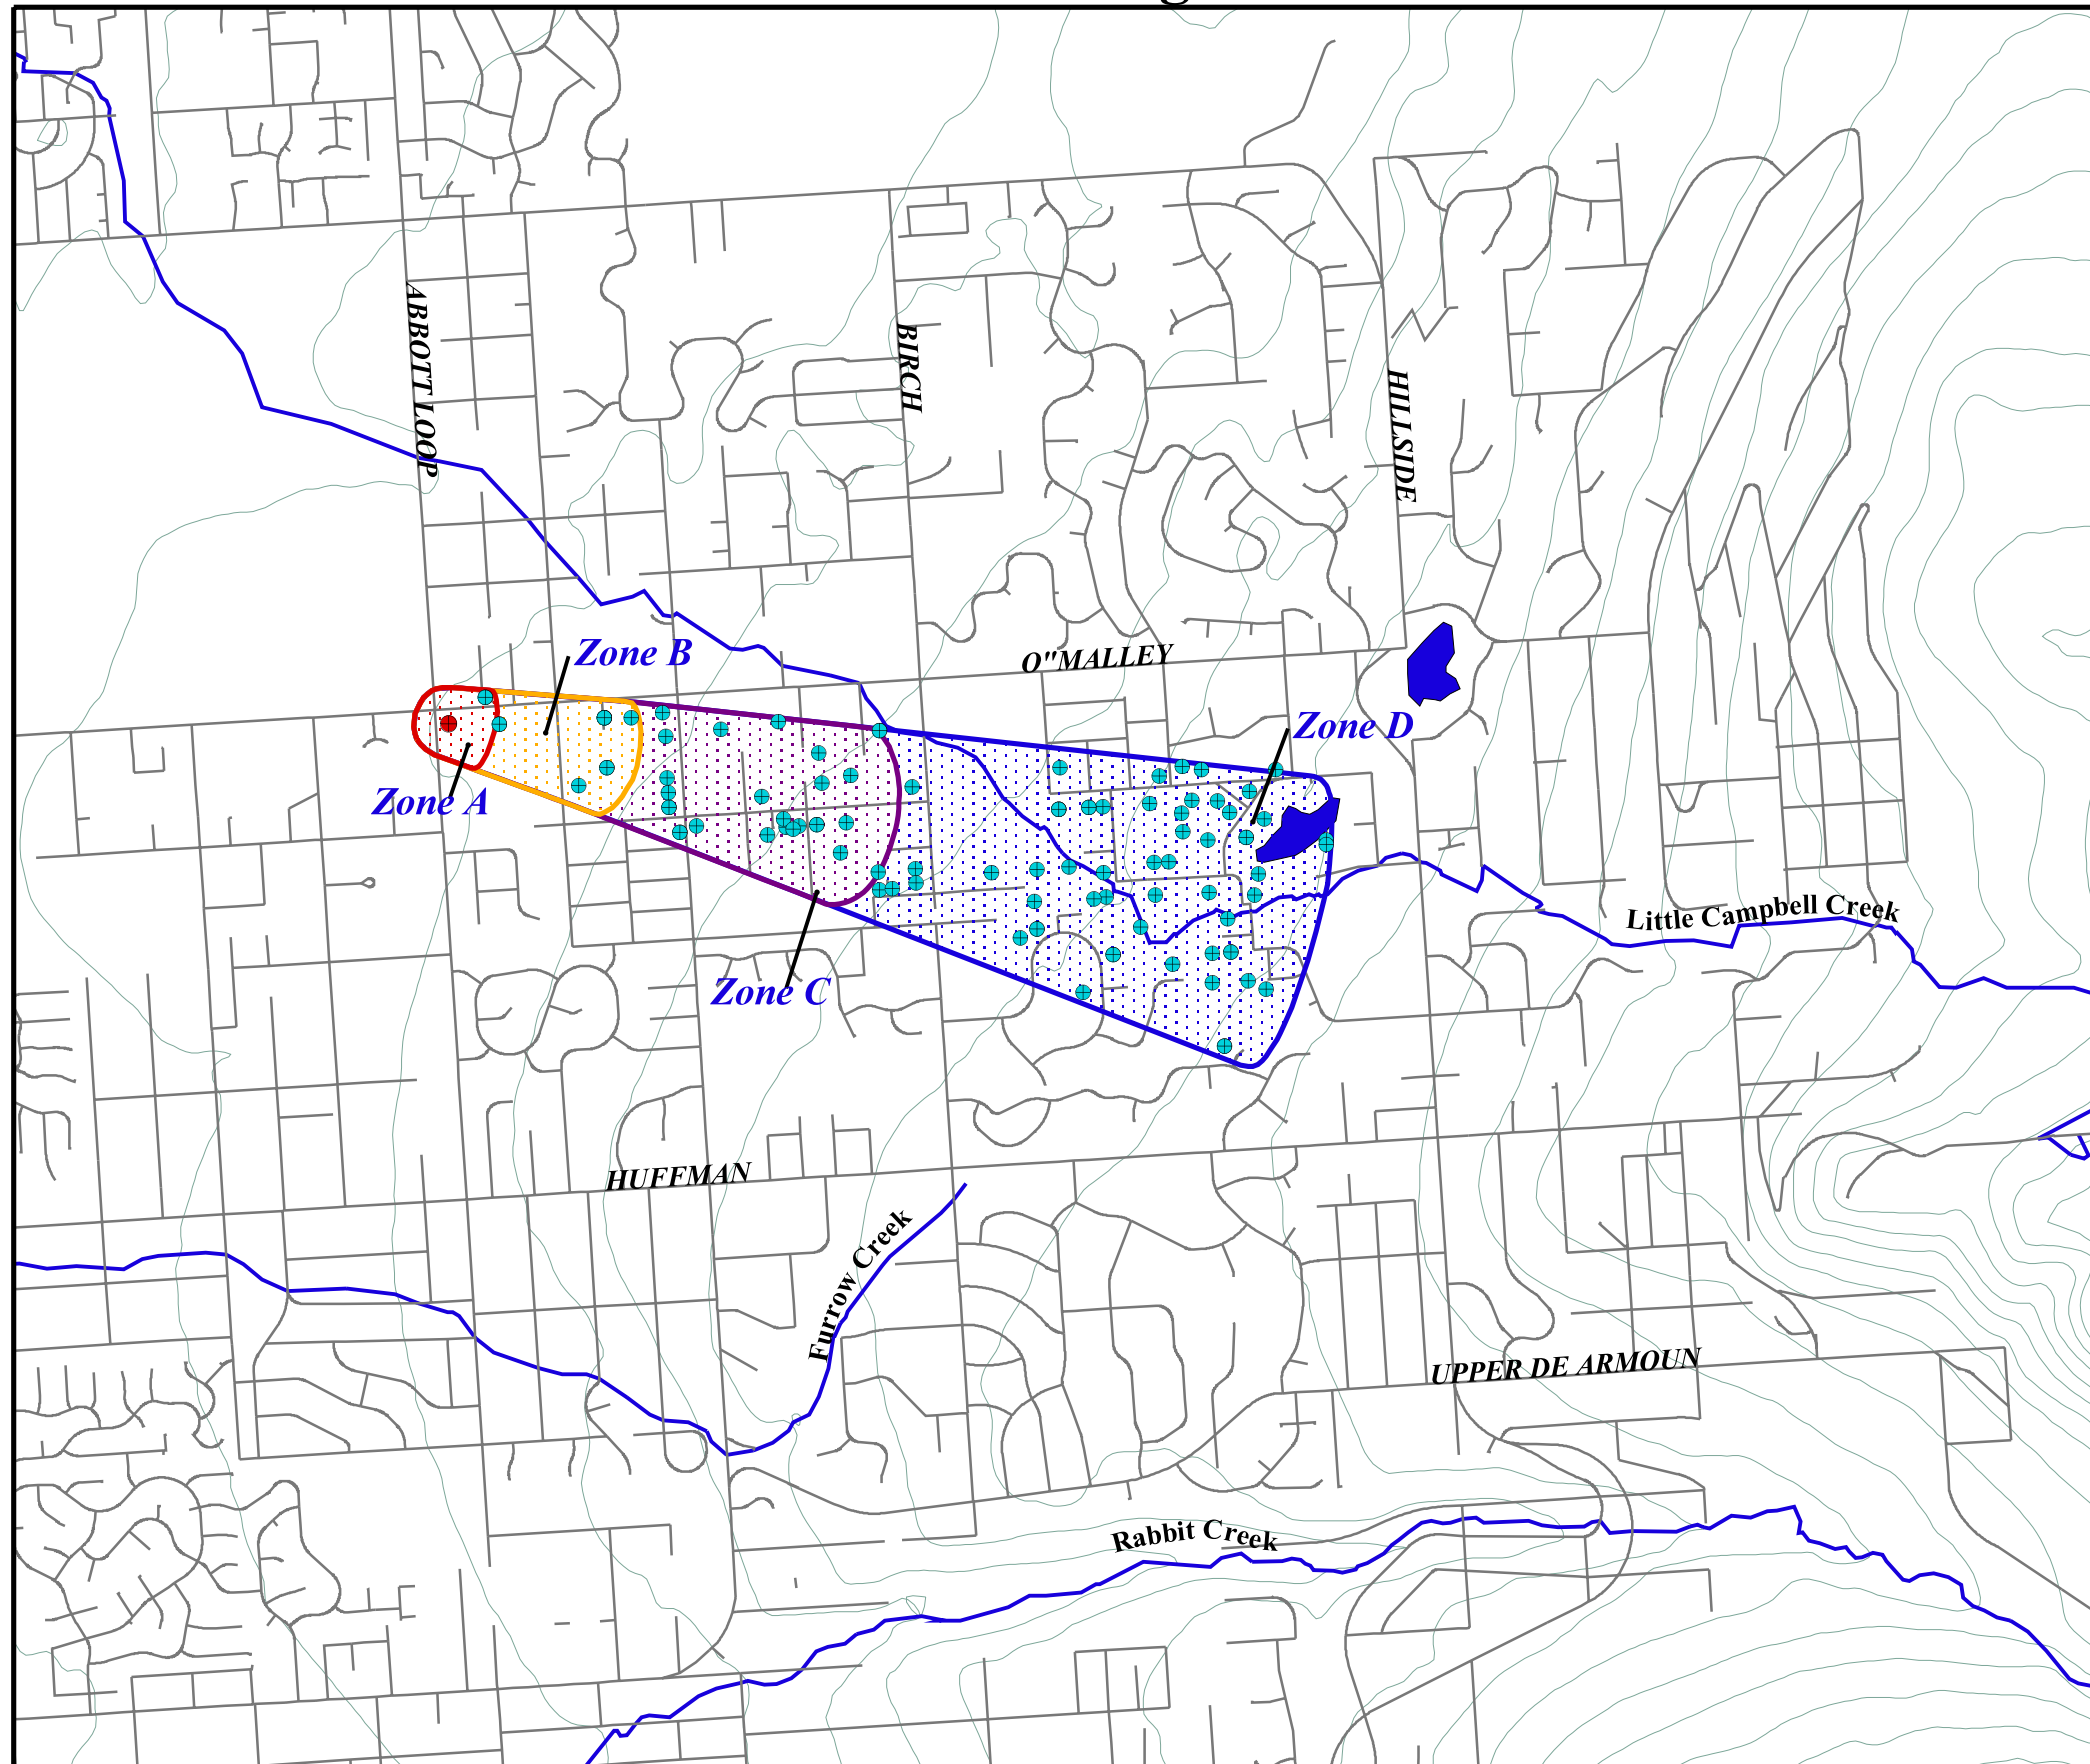 ABBOTT LOOP
BIRCH
HILLSIDE
Zone B
O"MALLEY
Zone D
Zone A
Little Campbell Creek
Zone C
HUFFMAN
Furrow Creek
UPPER DE ARMOUN
Rabbit Creek